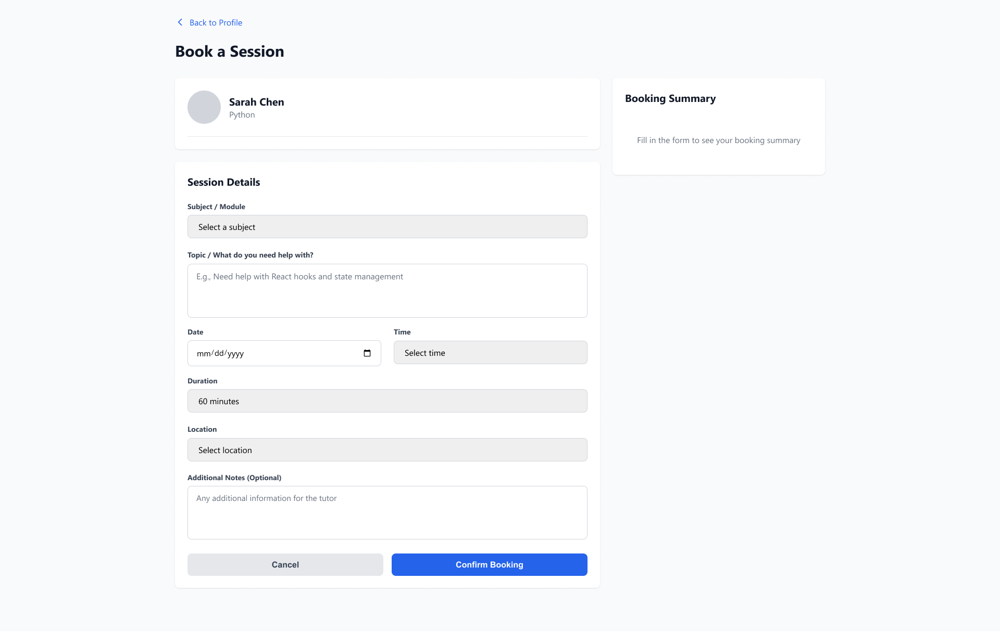 Back to Profile
Book a Session
Sarah Chen
Python
Booking Summary
Fill in the form to see your booking summary
Session Details
Subject / Module
Select a subject
Topic / What do you need help with?
E.g., Need help with React hooks and state management
Date
Time
mm/dd/yyyy
Select time
Duration
60 minutes
Location
Select location
Additional Notes (Optional)
Any additional information for the tutor
Cancel
Confirm Booking